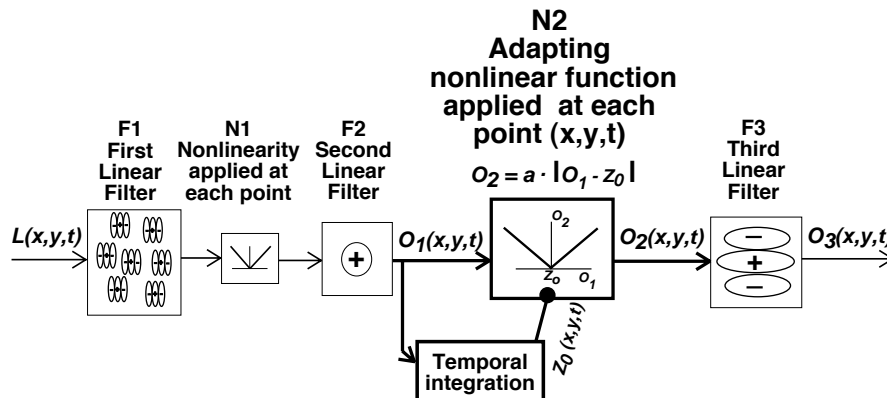 N2
Adapting
nonlinear function
applied at each
point (x,y,t)
F1
First
Linear
Filter
N1
Nonlinearity
applied at
each point
F2
Second
Linear
Filter
F3
Third
Linear
Filter
O2 = a · |O1 - z0|
L(x,y,t)
+
O1(x,y,t)
O2
zo
O1
O2(x,y,t)
−
+
−
O3(x,y,t)
Temporal
integration
z0(x,y,t)